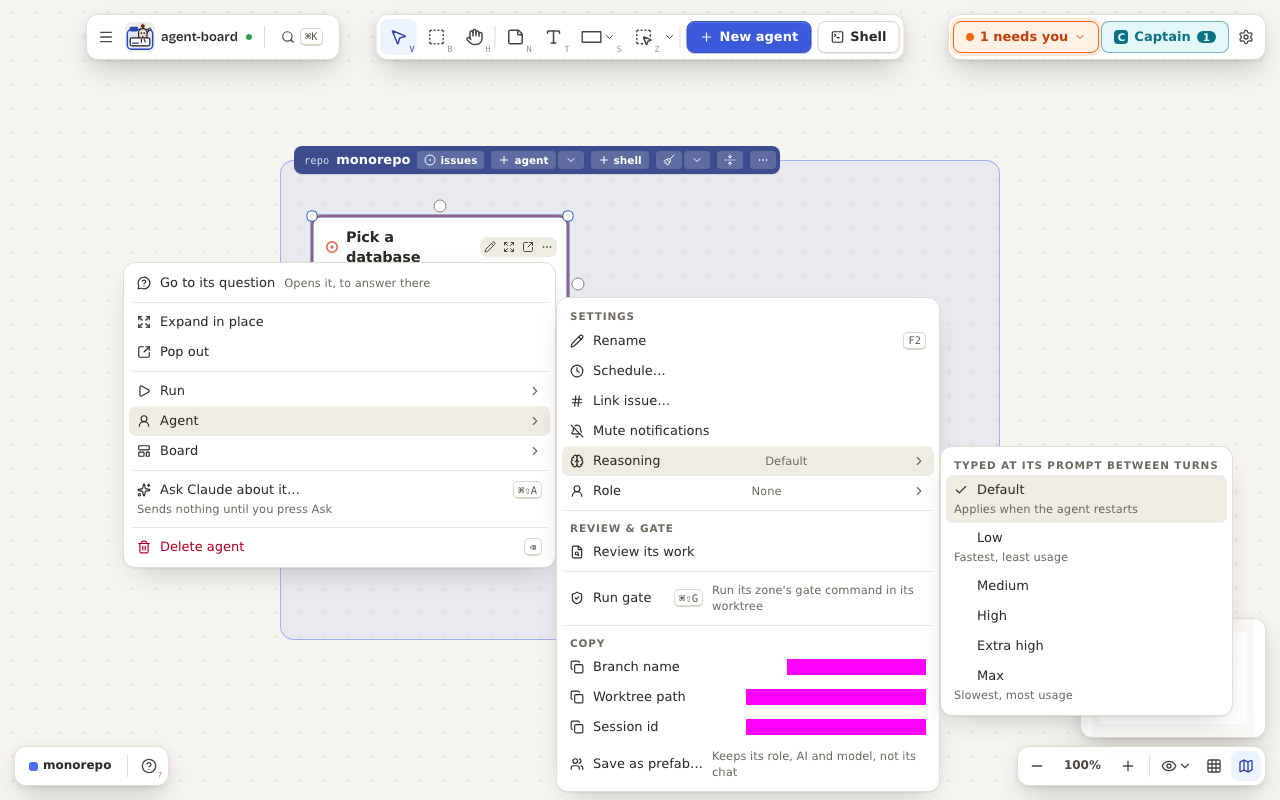 agent-board
⌘K
V
B
H
N
T
S
Z
+ New agent
Shell
1 needs you
C Captain 1
repo monorepo issues + agent + shell
Pick a
database
Go to its question Opens it, to answer there
Expand in place
Pop out
Run
Agent
Board
Ask Claude about it… ⌘⇧A
Sends nothing until you press Ask
Delete agent
SETTINGS
Rename F2
Schedule…
Link issue…
Mute notifications
Reasoning Default
Role None
REVIEW & GATE
Review its work
Run gate ⌘⇧G Run its zone's gate command in its
worktree
COPY
Branch name
Worktree path
Session id
Save as prefab… Keeps its role, AI and model, not its
chat
TYPED AT ITS PROMPT BETWEEN TURNS
Default
Applies when the agent restarts
Low
Fastest, least usage
Medium
High
Extra high
Max
Slowest, most usage
monorepo
?
100%